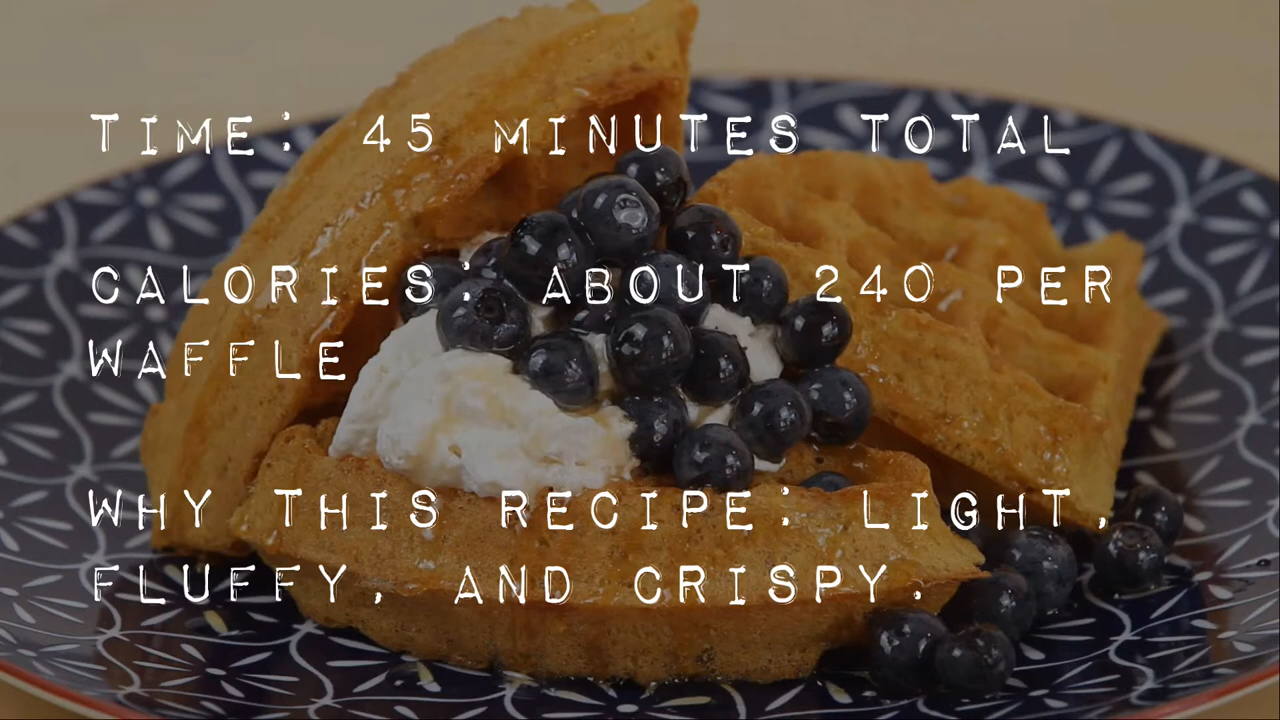 TIME: 45 MINUTES TOTAL
CALORIES: ABOUT 240 PER
WAFFLE
WHY THIS RECIPE: LIGHT,
FLUFFY, AND CRISPY.